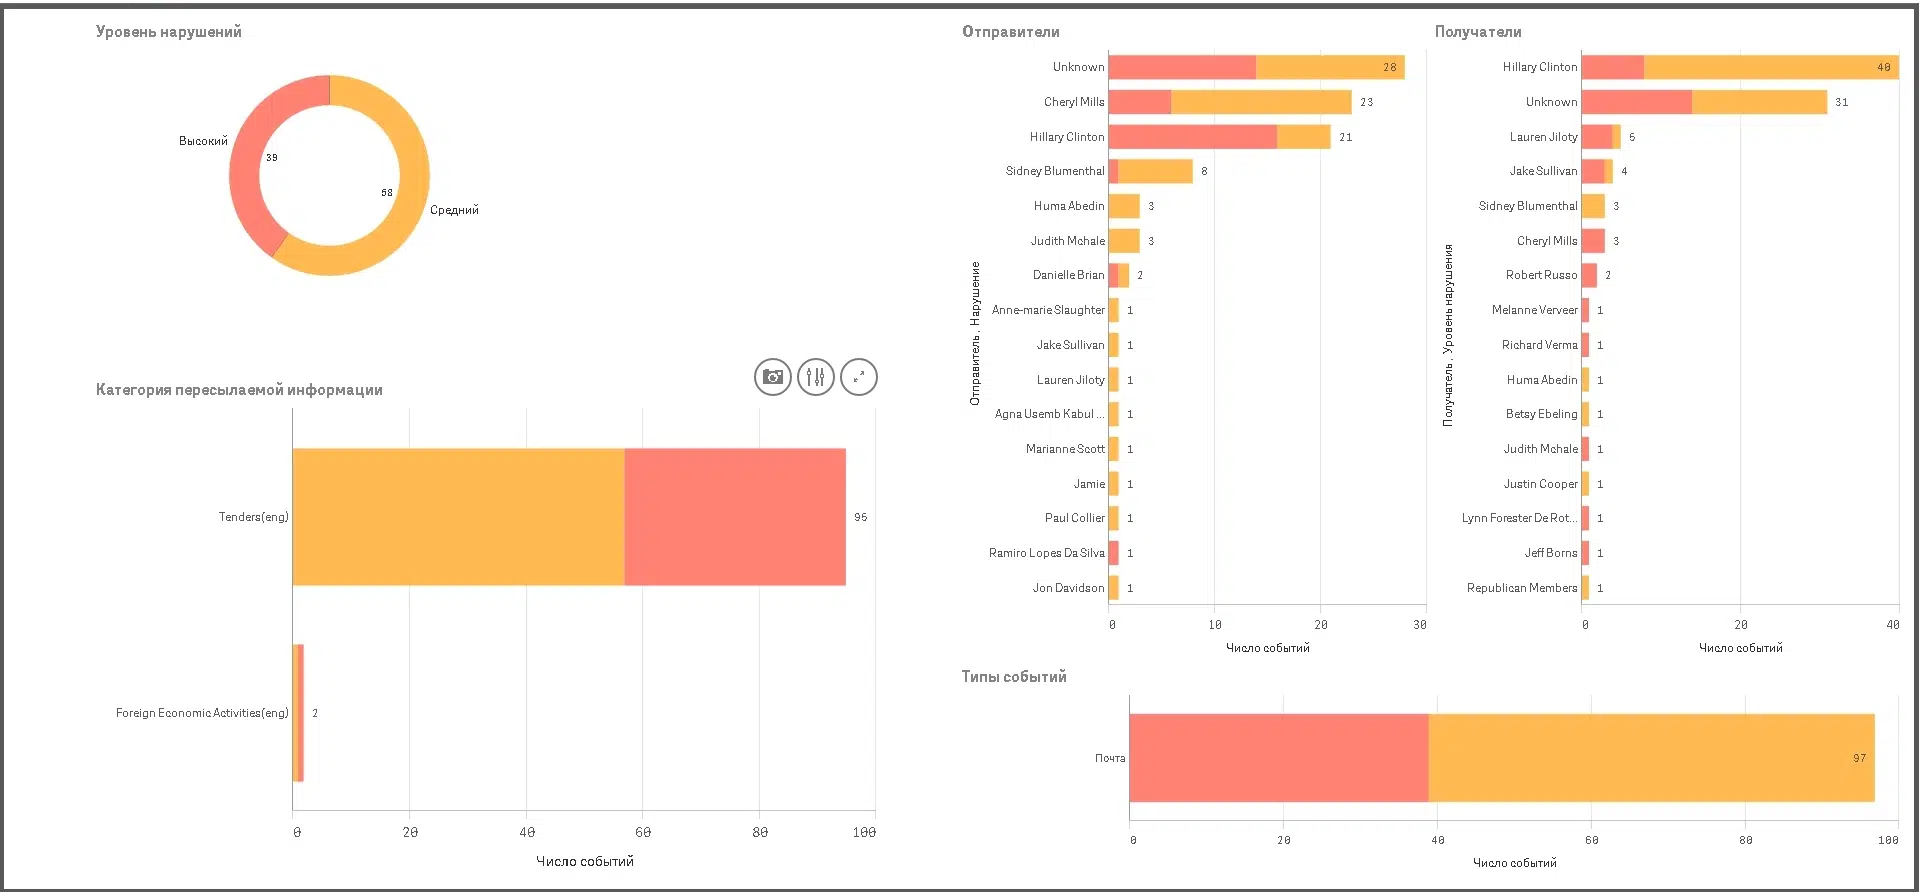 Уровень нарушений
Высокий
39
58
Средний
Категория пересылаемой информации
Tenders(eng)
95
Foreign Economic Activities(eng)
2
0 20 40 60 80 100
Число событий
Отправители
Отправитель , Нарушение
Unknown 28
Cheryl Mills 23
Hillary Clinton 21
Sidney Blumenthal 8
Huma Abedin 3
Judith Mchale 3
Danielle Brian 2
Anne-marie Slaughter 1
Jake Sullivan 1
Lauren Jiloty 1
Agna Usemb Kabul ... 1
Marianne Scott 1
Jamie 1
Paul Collier 1
Ramiro Lopes Da Silva 1
Jon Davidson 1
0 10 20 30
Число событий
Получатели
Получатель , Уровень нарушения
Hillary Clinton 40
Unknown 31
Lauren Jiloty 5
Jake Sullivan 4
Sidney Blumenthal 3
Cheryl Mills 3
Robert Russo 2
Melanne Verveer 1
Richard Verma 1
Huma Abedin 1
Betsy Ebeling 1
Judith Mchale 1
Justin Cooper 1
Lynn Forester De Rot... 1
Jeff Borns 1
Republican Members 1
0 20 40
Число событий
Типы событий
Почта 97
0 20 40 60 80 100
Число событий